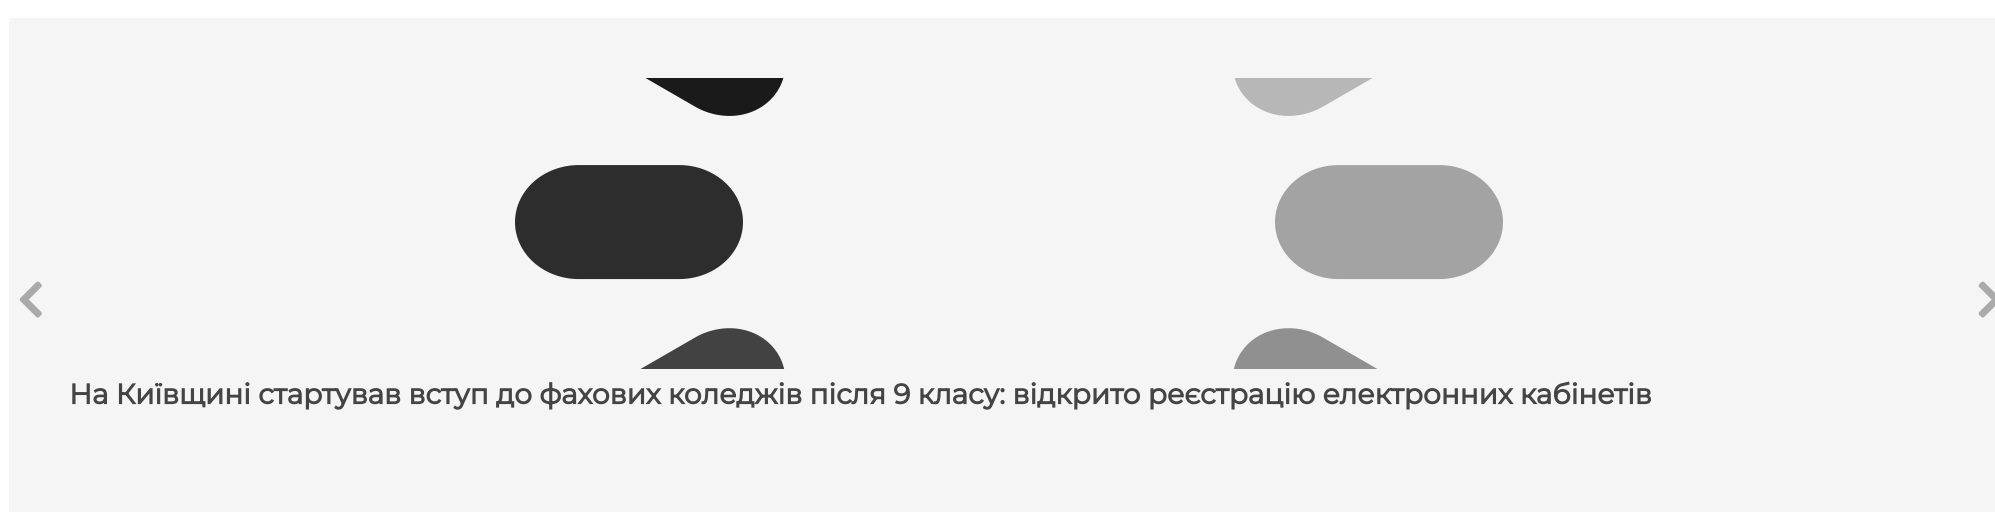 На Київщині стартував вступ до фахових коледжів після 9 класу: відкрито реєстрацію електронних кабінетів